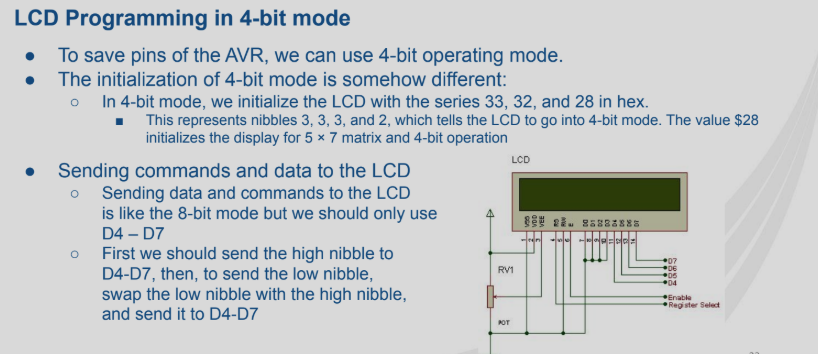 LCD Programming in 4-bit mode
● To save pins of the AVR, we can use 4-bit operating mode.
● The initialization of 4-bit mode is somehow different:
○ In 4-bit mode, we initialize the LCD with the series 33, 32, and 28 in hex.
■ This represents nibbles 3, 3, 3, and 2, which tells the LCD to go into 4-bit mode. The value $28
initializes the display for 5 × 7 matrix and 4-bit operation
● Sending commands and data to the LCD
○ Sending data and commands to the LCD
is like the 8-bit mode but we should only use
D4 – D7
○ First we should send the high nibble to
D4-D7, then, to send the low nibble,
swap the low nibble with the high nibble,
and send it to D4-D7
LCD
VSS VDD VEE RS RW E D0 D1 D2 D3 D4 D5 D6 D7
1 2 3 4 5 6 7 8 9 10 11 12 13 14
RV1
POT
D7
D6
D5
D4
Enable
Register Select